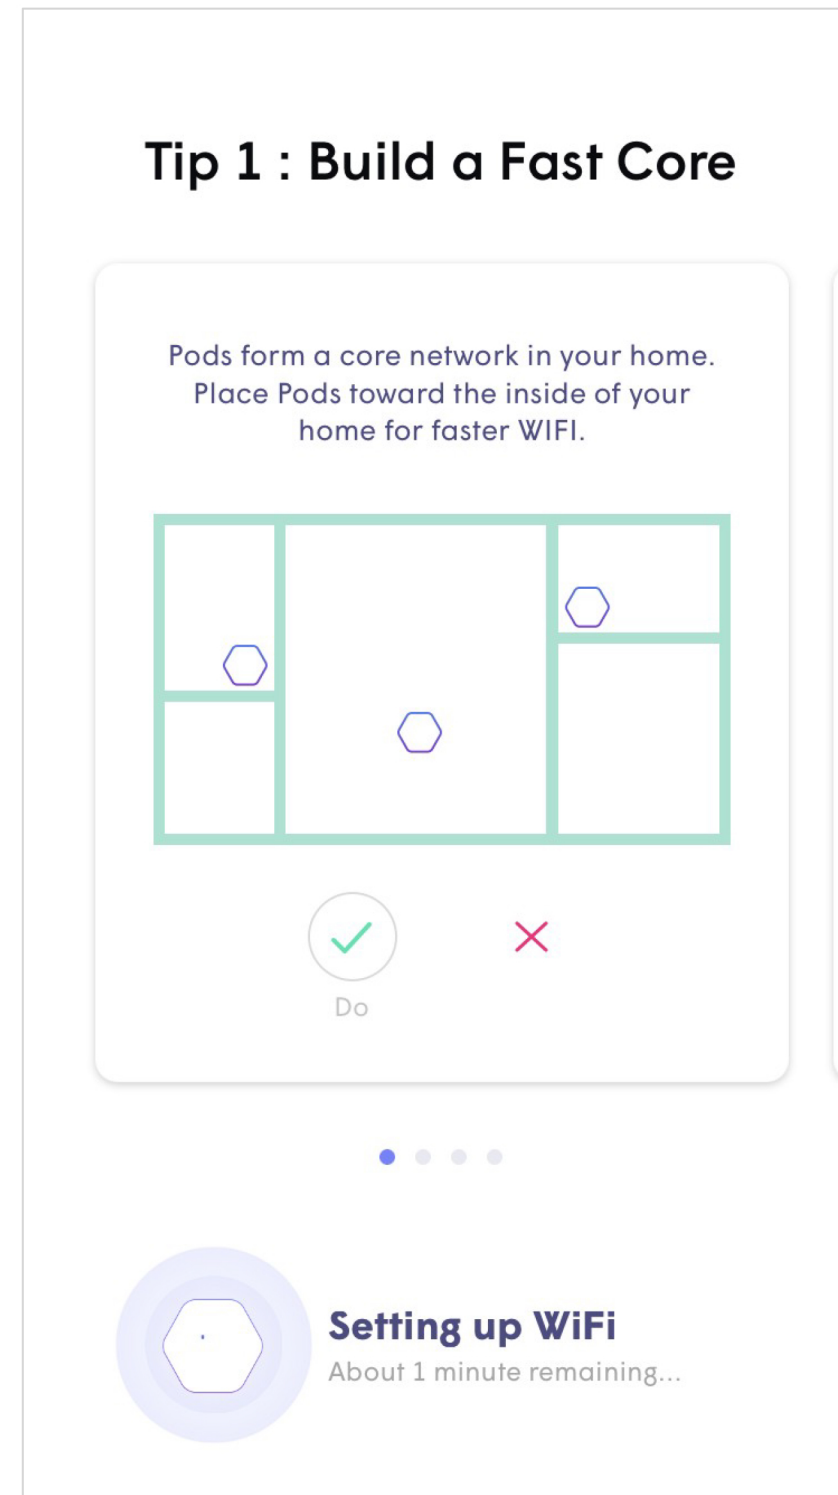 Tip 1 : Build a Fast Core
Pods form a core network in your home.
Place Pods toward the inside of your
home for faster WIFI.
Do
Setting up WiFi
About 1 minute remaining...